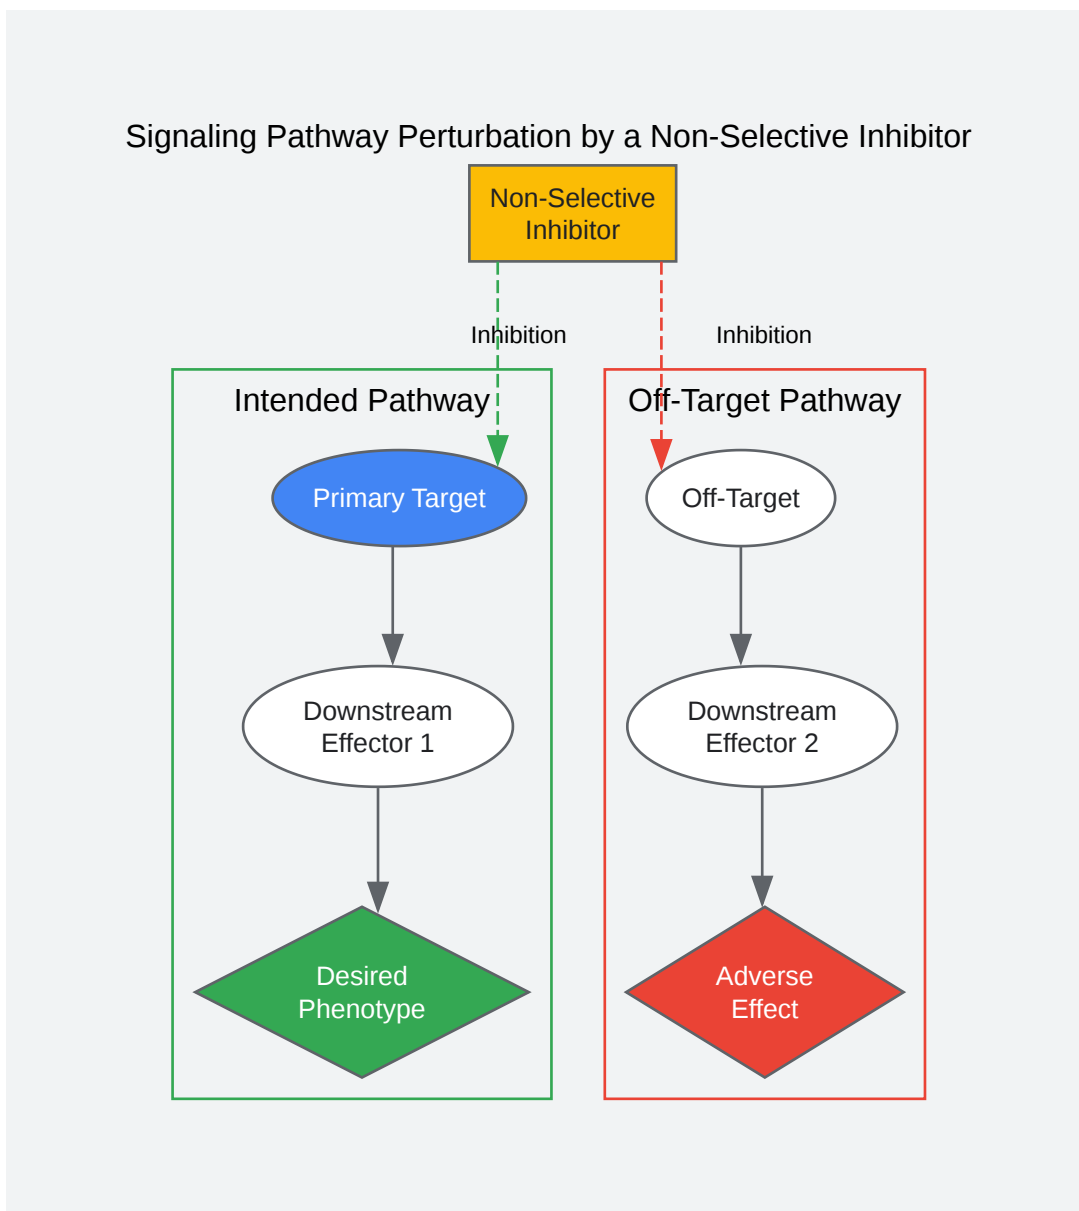 Signaling Pathway Perturbation by a Non-Selective Inhibitor
Non-Selective
Inhibitor
Inhibition
Inhibition
Intended Pathway
Off-Target Pathway
Primary Target
Off-Target
Downstream
Effector 1
Downstream
Effector 2
Desired
Phenotype
Adverse
Effect